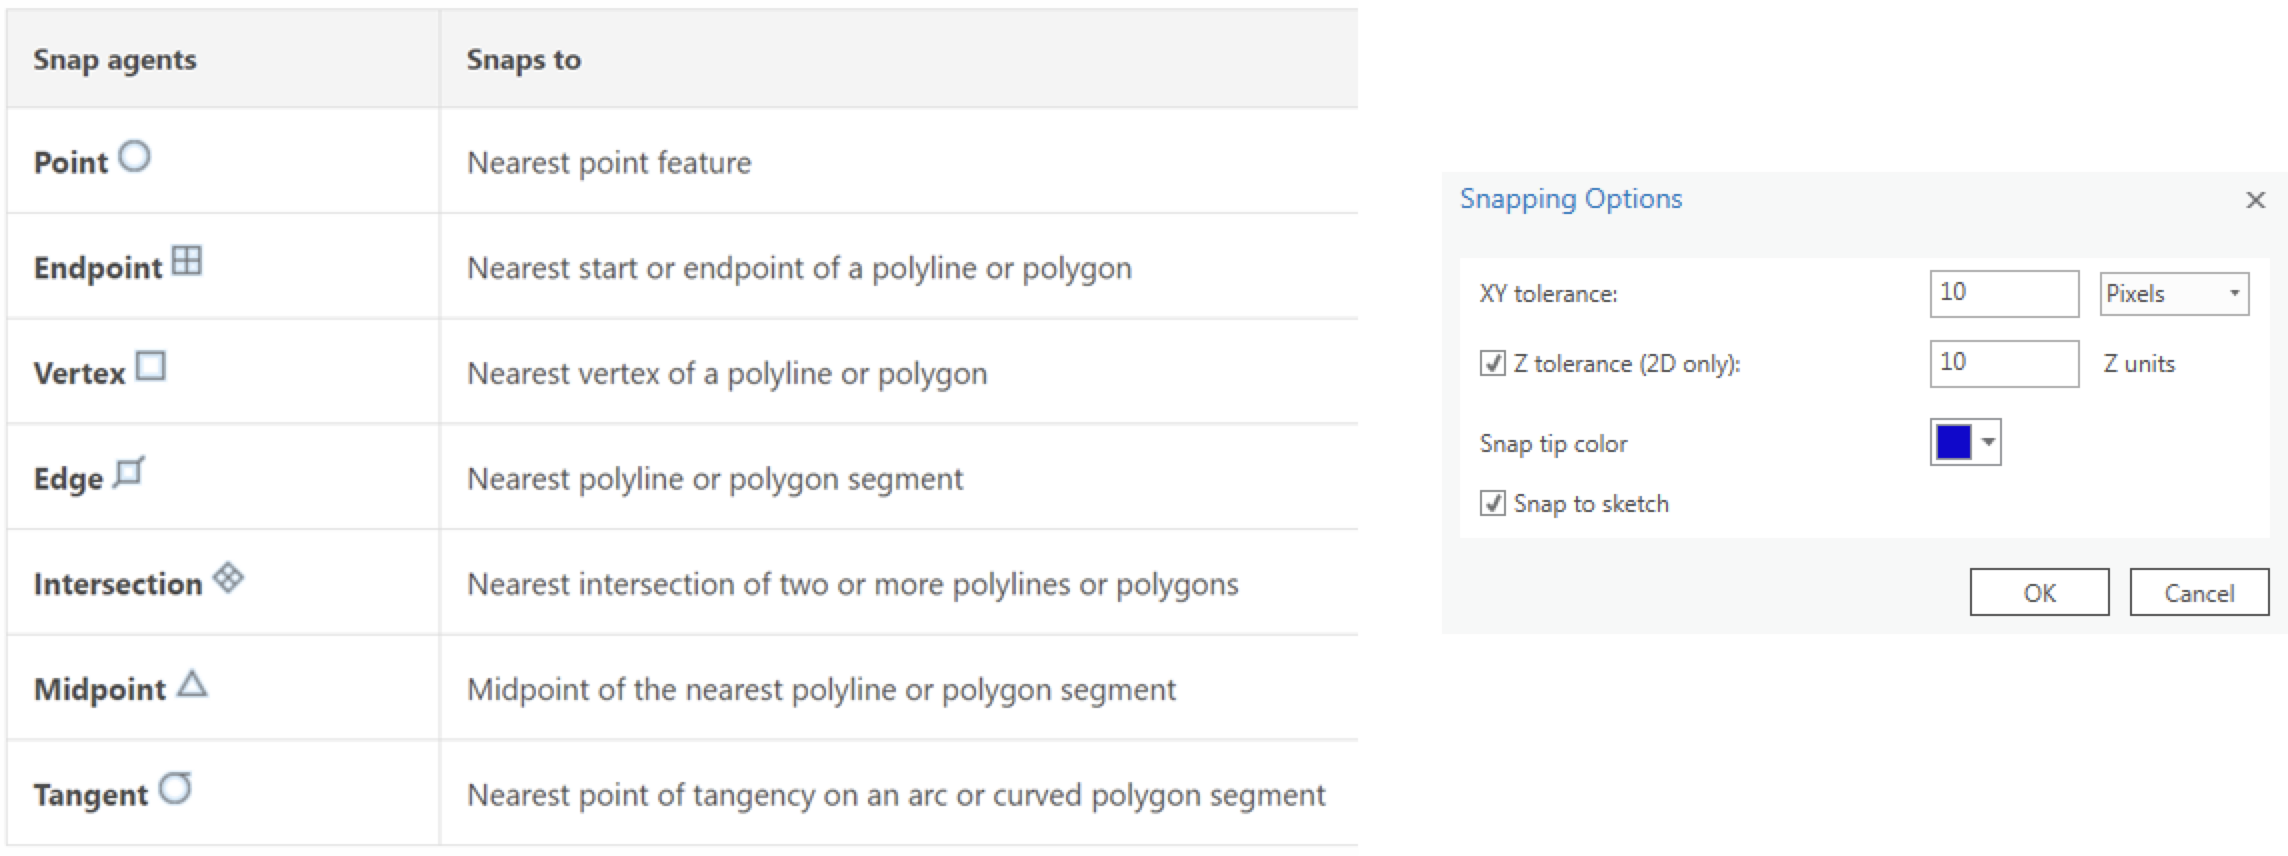 Snap agents Snaps to
Point Nearest point feature
Endpoint Nearest start or endpoint of a polyline or polygon
Vertex Nearest vertex of a polyline or polygon
Edge Nearest polyline or polygon segment
Intersection Nearest intersection of two or more polylines or polygons
Midpoint Midpoint of the nearest polyline or polygon segment
Tangent Nearest point of tangency on an arc or curved polygon segment
Snapping Options
XY tolerance: 10 Pixels
Z tolerance (2D only): 10 Z units
Snap tip color
Snap to sketch
OK Cancel